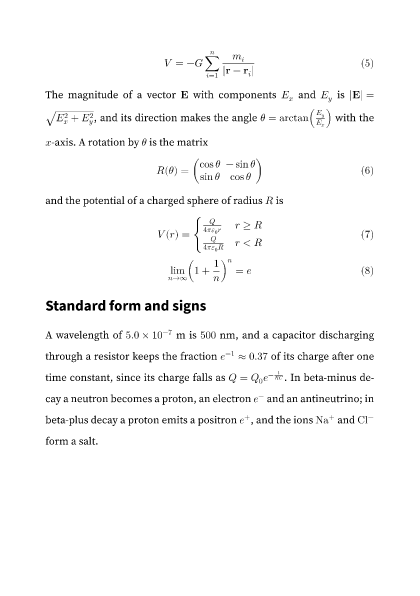 V = −G ∑_{i=1}^{n} m_i / |r − r_i| (5)
The magnitude of a vector E with components E_x and E_y is |E| =
√(E_x² + E_y²), and its direction makes the angle θ = arctan(E_y/E_x) with the
x-axis. A rotation by θ is the matrix
R(θ) = (cos θ − sin θ; sin θ cos θ) (6)
and the potential of a charged sphere of radius R is
V(r) = { Q/(4πε₀r) r ≥ R; Q/(4πε₀R) r < R (7)
lim_{n→∞} (1 + 1/n)^n = e (8)
Standard form and signs
A wavelength of 5.0 × 10⁻⁷ m is 500 nm, and a capacitor discharging
through a resistor keeps the fraction e⁻¹ ≈ 0.37 of its charge after one
time constant, since its charge falls as Q = Q₀e^{−t/RC}. In beta-minus de-
cay a neutron becomes a proton, an electron e⁻ and an antineutrino; in
beta-plus decay a proton emits a positron e⁺, and the ions Na⁺ and Cl⁻
form a salt.